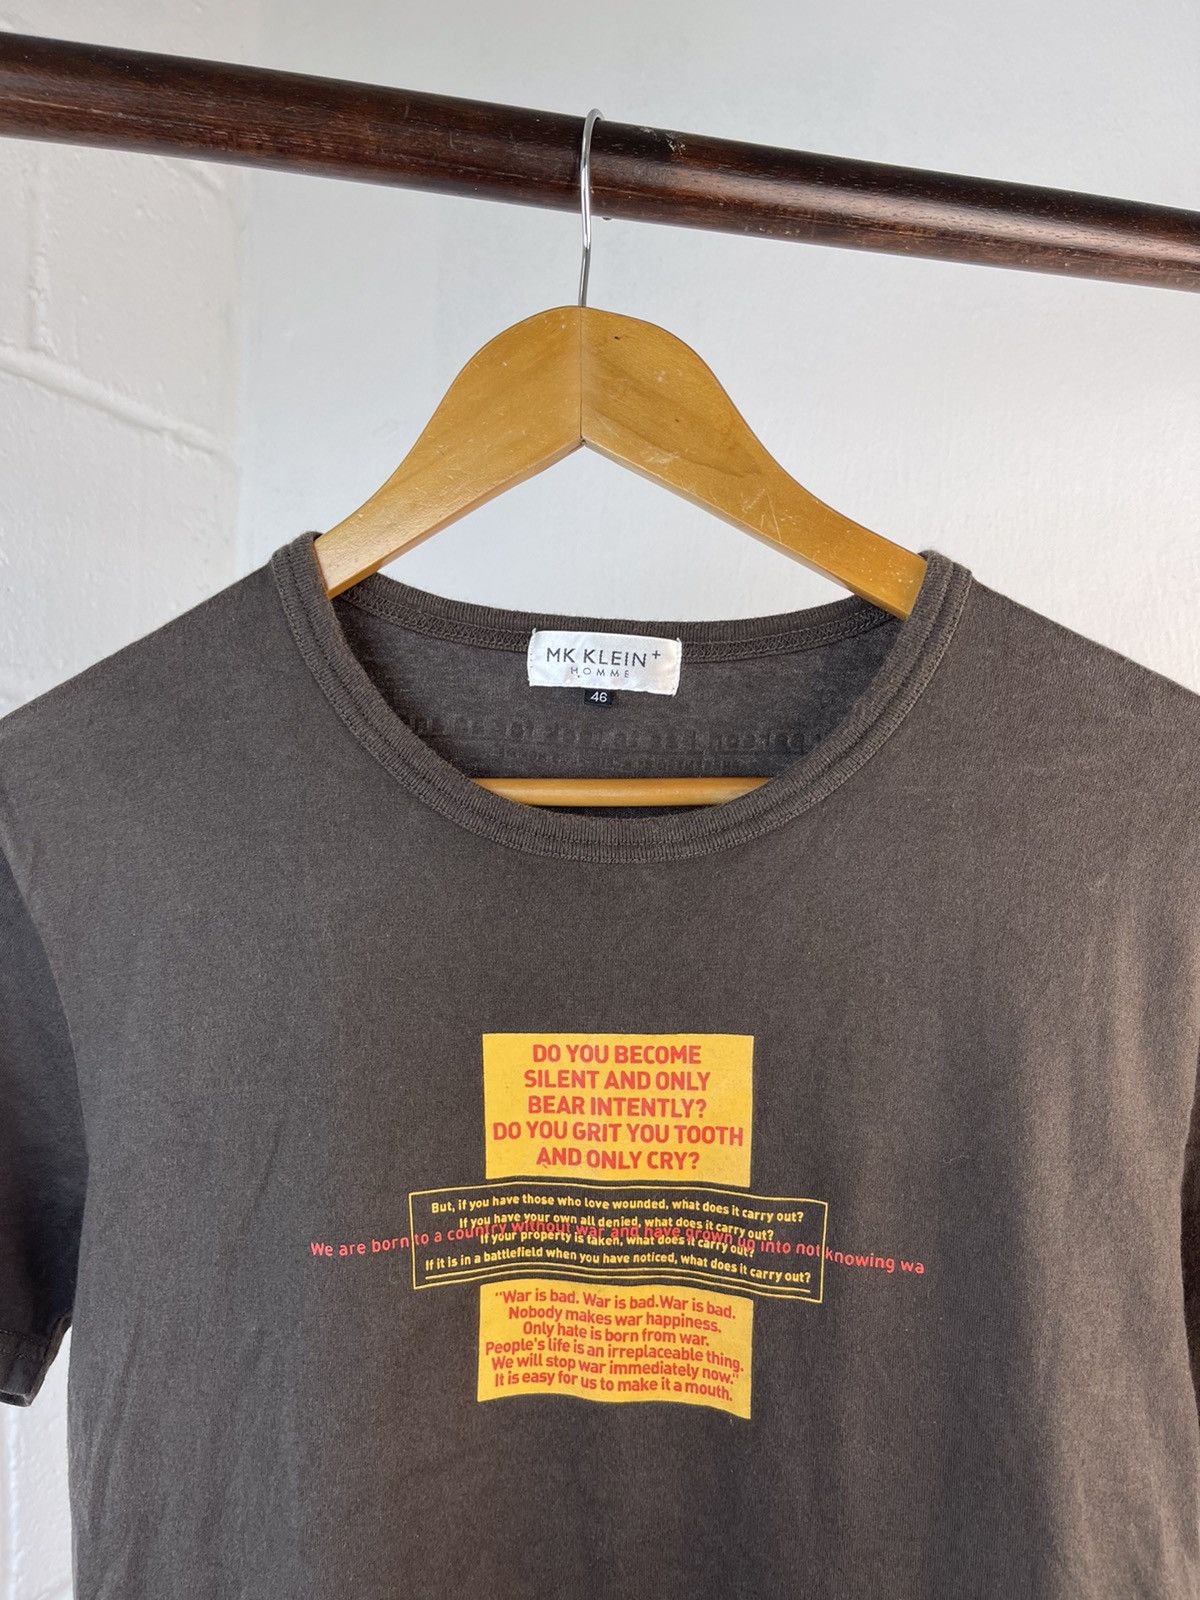 MK KLEIN+
HOMME
46
DO YOU BECOME
SILENT AND ONLY
BEAR INTENTLY?
DO YOU GRIT YOU TOOTH
AND ONLY CRY?
But, if you have those who love wounded, what does it carry out?
If you have your own all denied, what does it carry out?
We are born to a country without war and have grown up into not knowing wa
If your property is taken, what does it carry out?
If it is in a battlefield when you have noticed, what does it carry out?
"War is bad. War is bad.War is bad.
Nobody makes war happiness.
Only hate is born from war.
People's life is an irreplaceable thing.
We will stop war immediately now."
It is easy for us to make it a mouth.